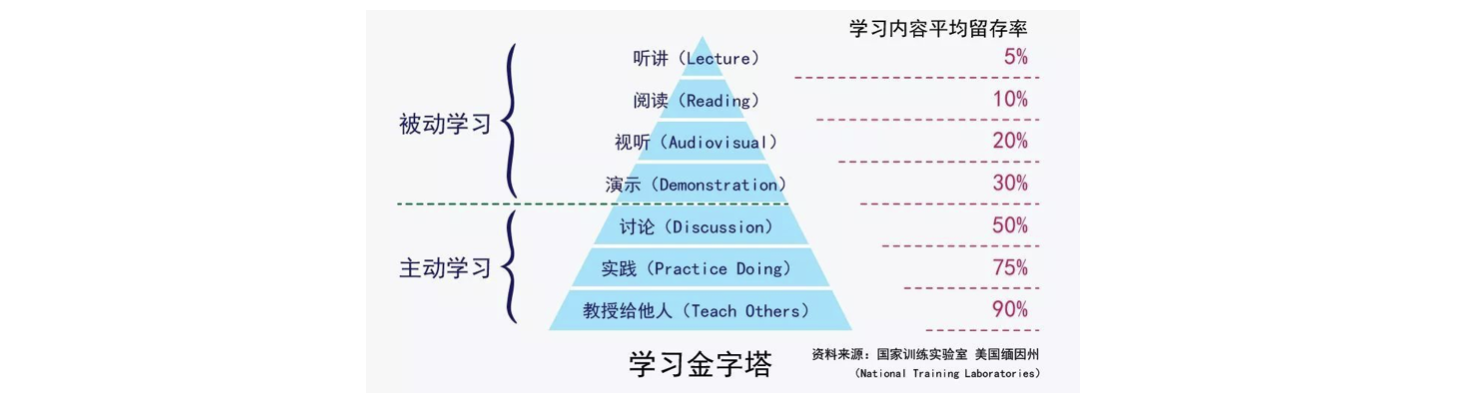 学习内容平均留存率
听讲（Lecture） 5%
阅读（Reading） 10%
被动学习
视听（Audiovisual） 20%
演示（Demonstration） 30%
讨论（Discussion） 50%
主动学习
实践（Practice Doing） 75%
教授给他人（Teach Others） 90%
学习金字塔
资料来源：国家训练实验室 美国缅因州
（National Training Laboratories）